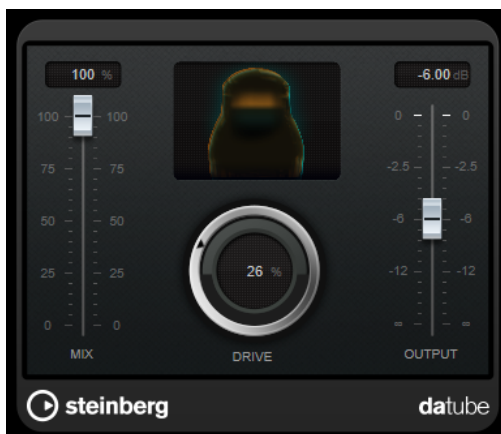 100 %
-6.00 dB
100 100
75 75
50 50
25 25
0 0
MIX
26 %
DRIVE
0 0
-2.5 -2.5
-6 -6
-12 -12
∞ ∞
OUTPUT
steinberg
datube